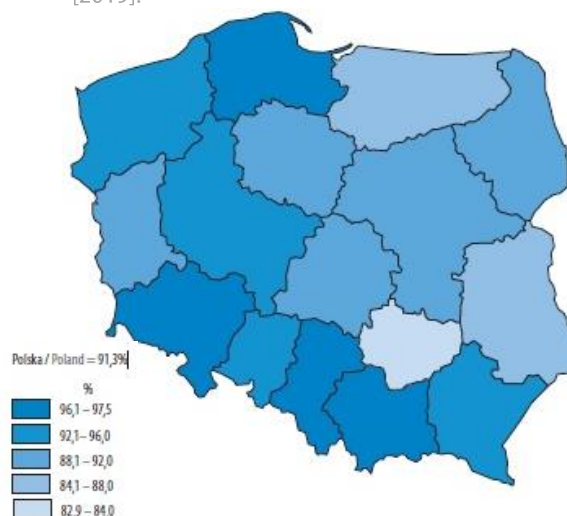 [2019].
Polska / Poland = 91,3%
%
96,1 – 97,5
92,1 – 96,0
88,1 – 92,0
84,1 – 88,0
82,9 – 84,0